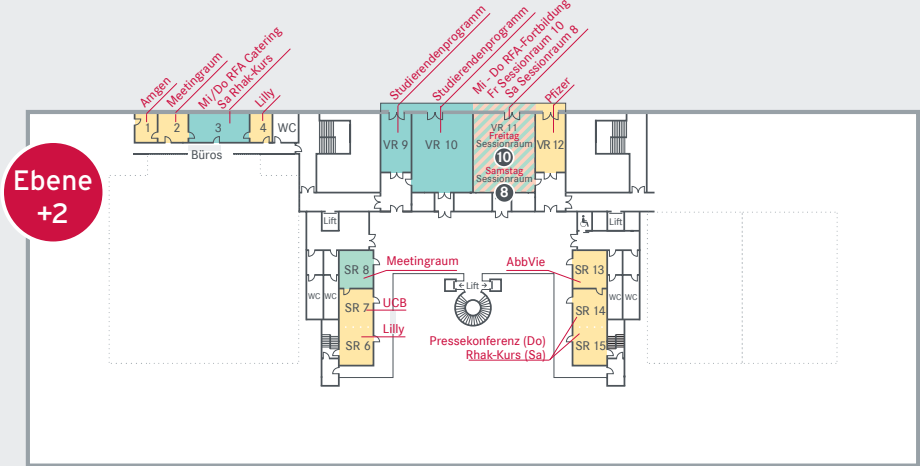 Amgen
Meetingraum
Mi/Do RFA Catering
Sa Rhak-Kurs
Lilly
Studierendenprogramm
Studierendenprogramm
Mi - Do RFA-Fortbildung
Fr Sessionraum 10
Sa Sessionraum 8
Pfizer
1
2
3
4
WC
Büros
VR 9
VR 10
VR 11
Freitag
Sessionraum
10
Samstag
Sessionraum
8
VR 12
Ebene
+2
Lift
Lift
SR 8
Meetingraum
AbbVie
SR 13
WC
WC
SR 7
UCB
← Lift →
SR 14
WC
WC
Lilly
SR 6
Pressekonferenz (Do)
Rhak-Kurs (Sa)
SR 15